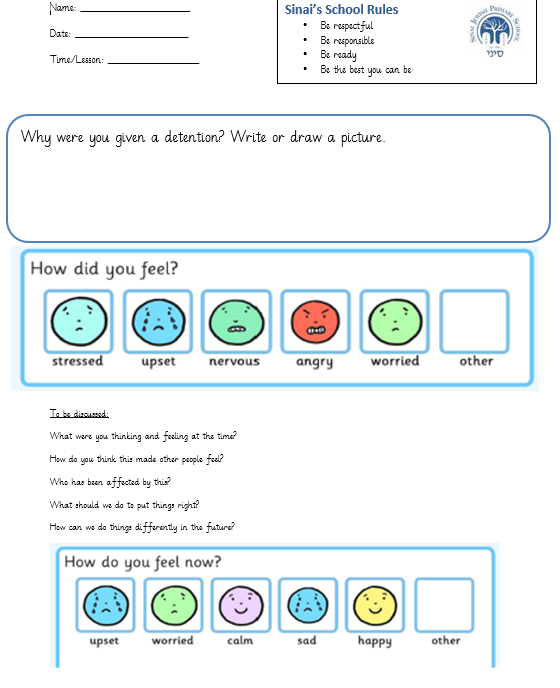 Name: ____________________
Date: ____________________
Time/Lesson: ________________
Sinai's School Rules
• Be respectful
• Be responsible
• Be ready
• Be the best you can be
SINAI JEWISH PRIMARY SCHOOL
סיני
Why were you given a detention? Write or draw a picture.
How did you feel?
stressed upset nervous angry worried other
To be discussed:
What were you thinking and feeling at the time?
How do you think this made other people feel?
Who has been affected by this?
What should we do to put things right?
How can we do things differently in the future?
How do you feel now?
upset worried calm sad happy other